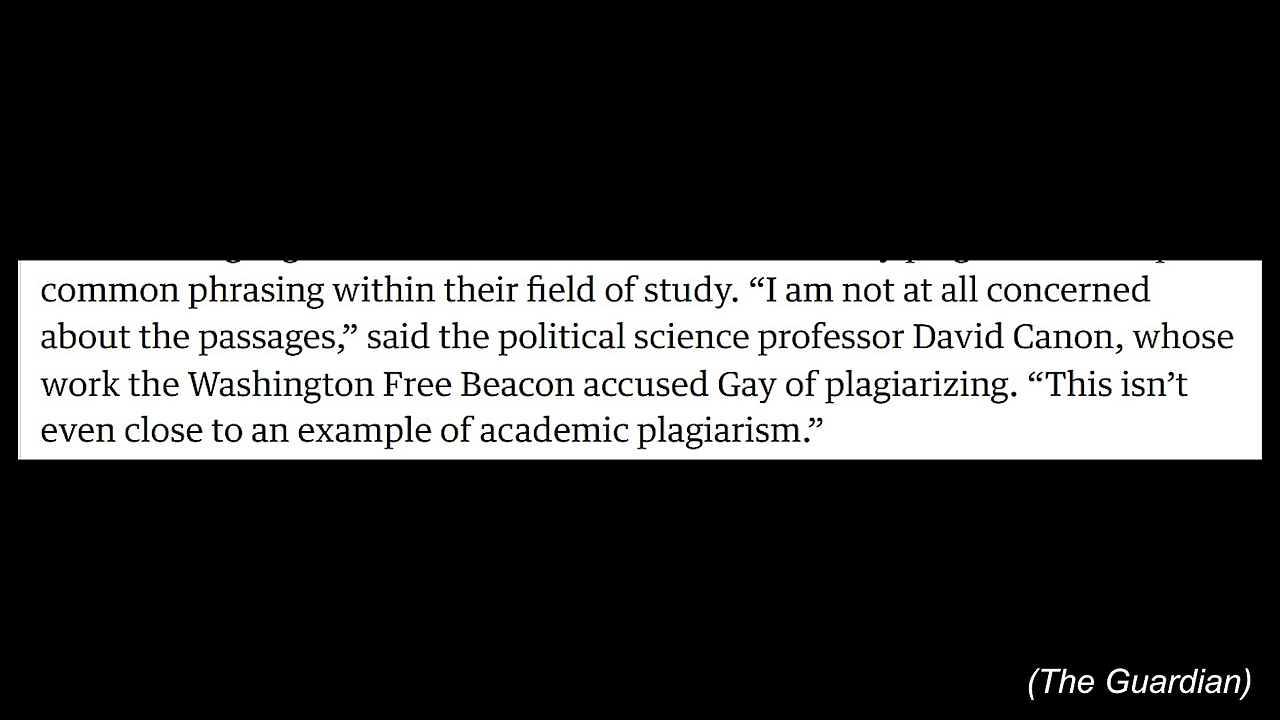 common phrasing within their field of study. “I am not at all concerned
about the passages,” said the political science professor David Canon, whose
work the Washington Free Beacon accused Gay of plagiarizing. “This isn’t
even close to an example of academic plagiarism.”
(The Guardian)